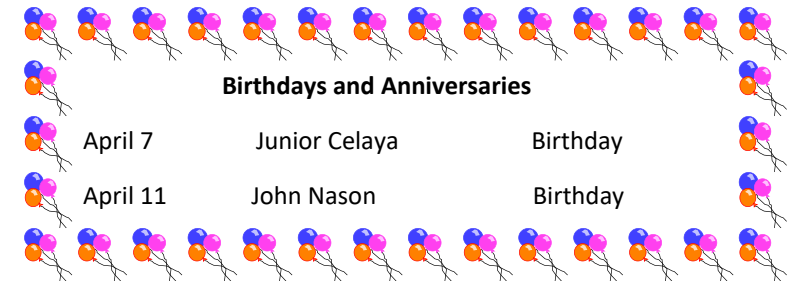 Birthdays and Anniversaries
April 7 Junior Celaya Birthday
April 11 John Nason Birthday